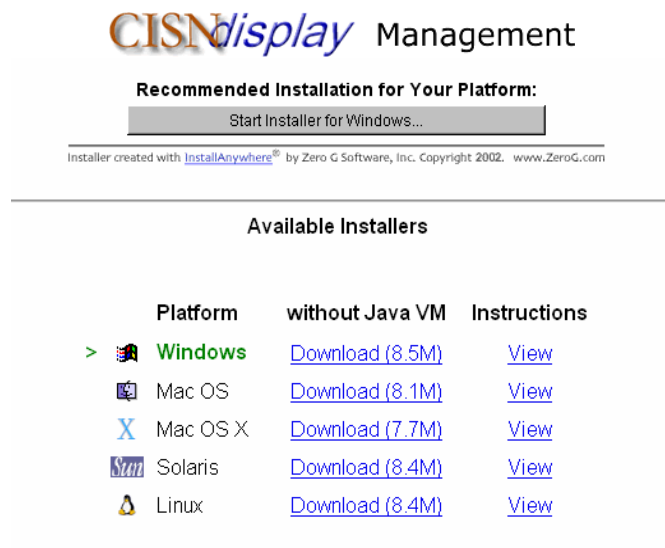 CISNdisplay Management
Recommended Installation for Your Platform:
Start Installer for Windows...
Installer created with InstallAnywhere® by Zero G Software, Inc. Copyright 2002. www.ZeroG.com
Available Installers
Platform without Java VM Instructions
> Windows Download (8.5M) View
Mac OS Download (8.1M) View
X Mac OS X Download (7.7M) View
Sun Solaris Download (8.4M) View
Linux Download (8.4M) View